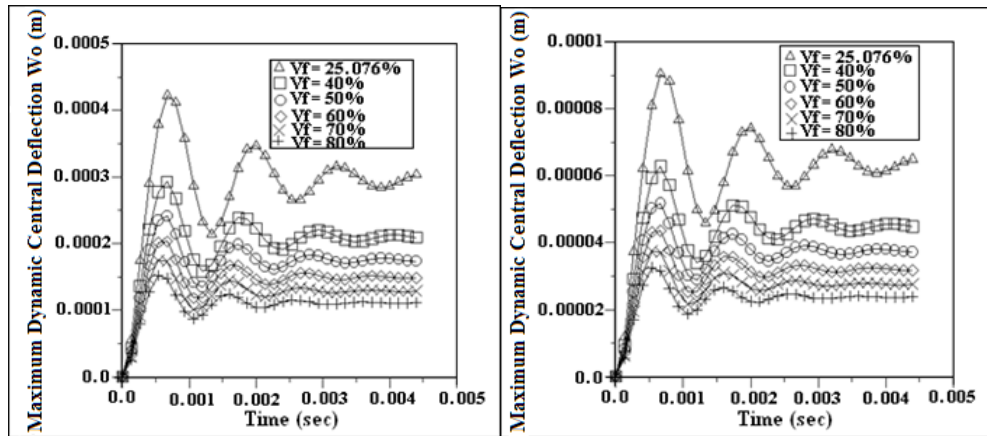 Maximum Dynamic Central Deflection Wo (m)
0.0005
0.0004
0.0003
0.0002
0.0001
0.0
Vf= 25.076%
Vf= 40%
Vf= 50%
Vf= 60%
Vf= 70%
Vf= 80%
0.0 0.001 0.002 0.003 0.004 0.005
Time (sec)
Maximum Dynamic Central Deflection Wo (m)
0.0001
0.00008
0.00006
0.00004
0.00002
0.0
Vf= 25.076%
Vf= 40%
Vf= 50%
Vf= 60%
Vf= 70%
Vf= 80%
0.0 0.001 0.002 0.003 0.004 0.005
Time (sec)